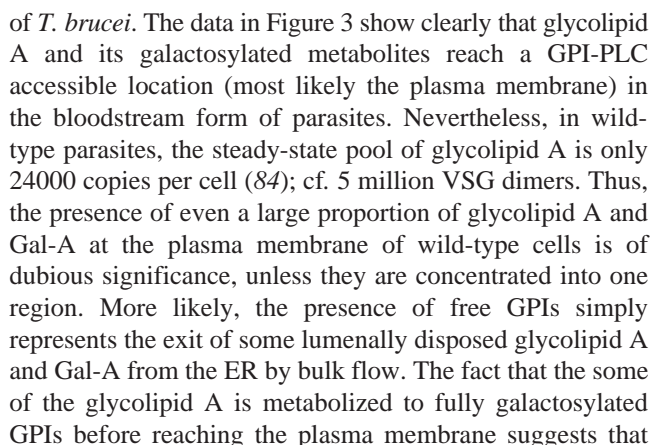 of T. brucei. The data in Figure 3 show clearly that glycolipid
A and its galactosylated metabolites reach a GPI-PLC
accessible location (most likely the plasma membrane) in
the bloodstream form of parasites. Nevertheless, in wild-
type parasites, the steady-state pool of glycolipid A is only
24000 copies per cell (84); cf. 5 million VSG dimers. Thus,
the presence of even a large proportion of glycolipid A and
Gal-A at the plasma membrane of wild-type cells is of
dubious significance, unless they are concentrated into one
region. More likely, the presence of free GPIs simply
represents the exit of some lumenally disposed glycolipid A
and Gal-A from the ER by bulk flow. The fact that the some
of the glycolipid A is metabolized to fully galactosylated
GPIs before reaching the plasma membrane suggests that